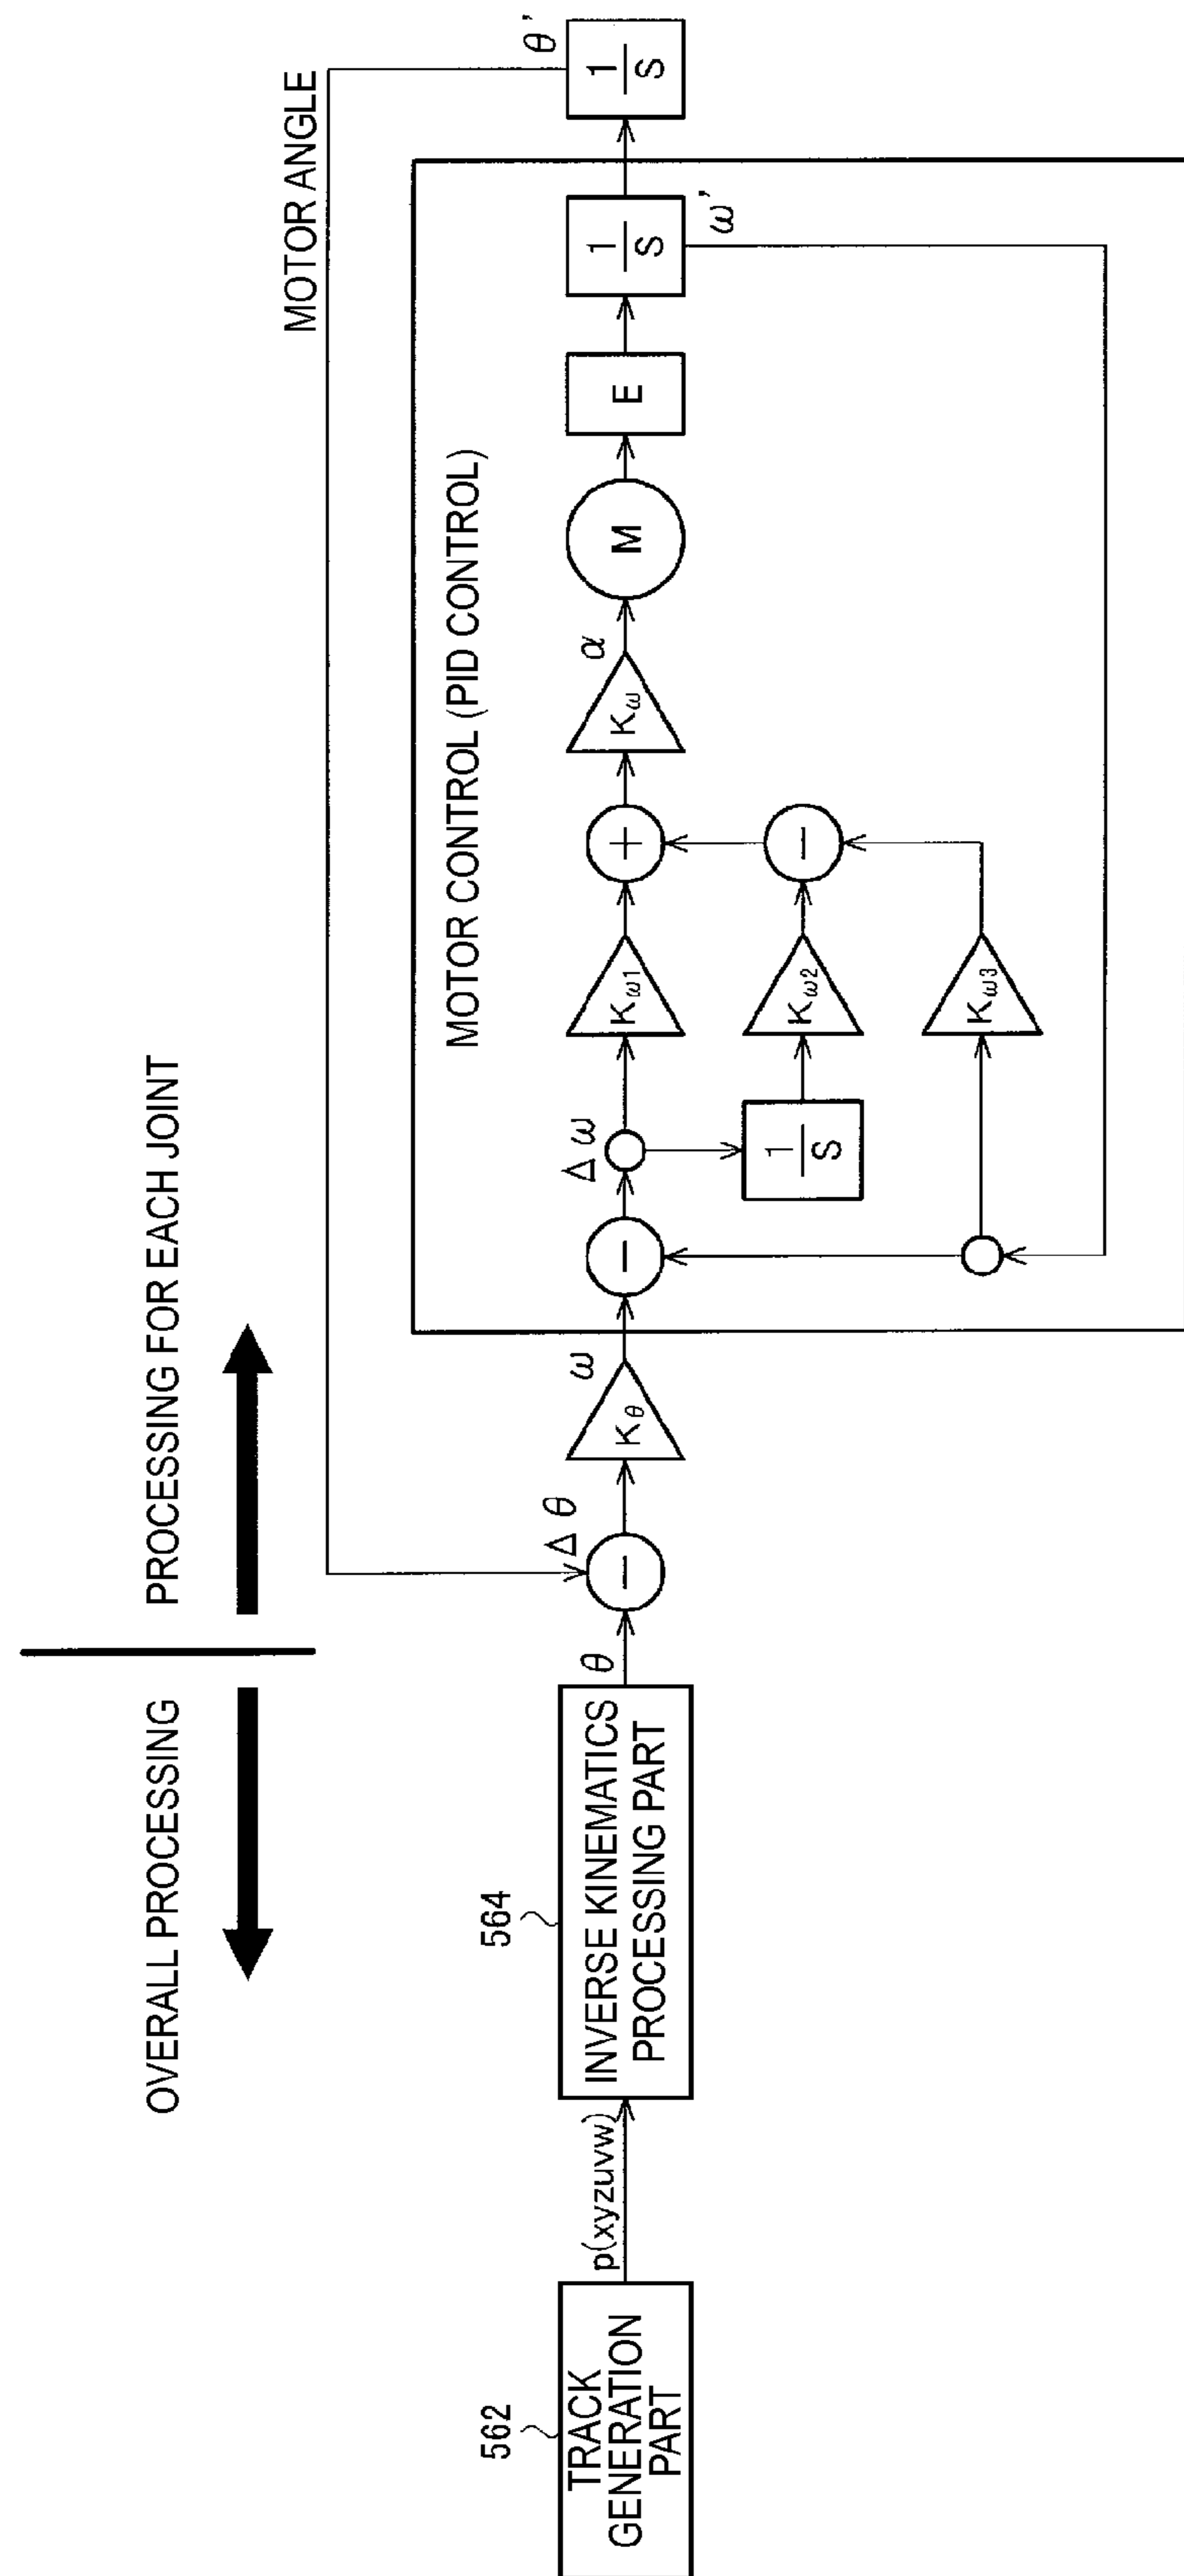 OVERALL PROCESSING
PROCESSING FOR EACH JOINT
MOTOR ANGLE
562
TRACK
GENERATION
PART
p(xyzuvw)
564
INVERSE KINEMATICS
PROCESSING PART
θ
Δθ
−
Kθ
ω
MOTOR CONTROL (PID CONTROL)
−
Δω
Kω1
+
Kω
α
M
E
1
S
ω'
1
S
θ'
1
S
Kω2
−
Kω3